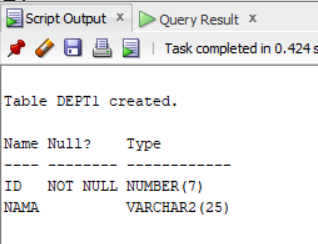 Script Output x Query Result x
Task completed in 0.424 s
Table DEPT1 created.
Name Null? Type
---- -------- ------------
ID NOT NULL NUMBER(7)
NAMA VARCHAR2(25)